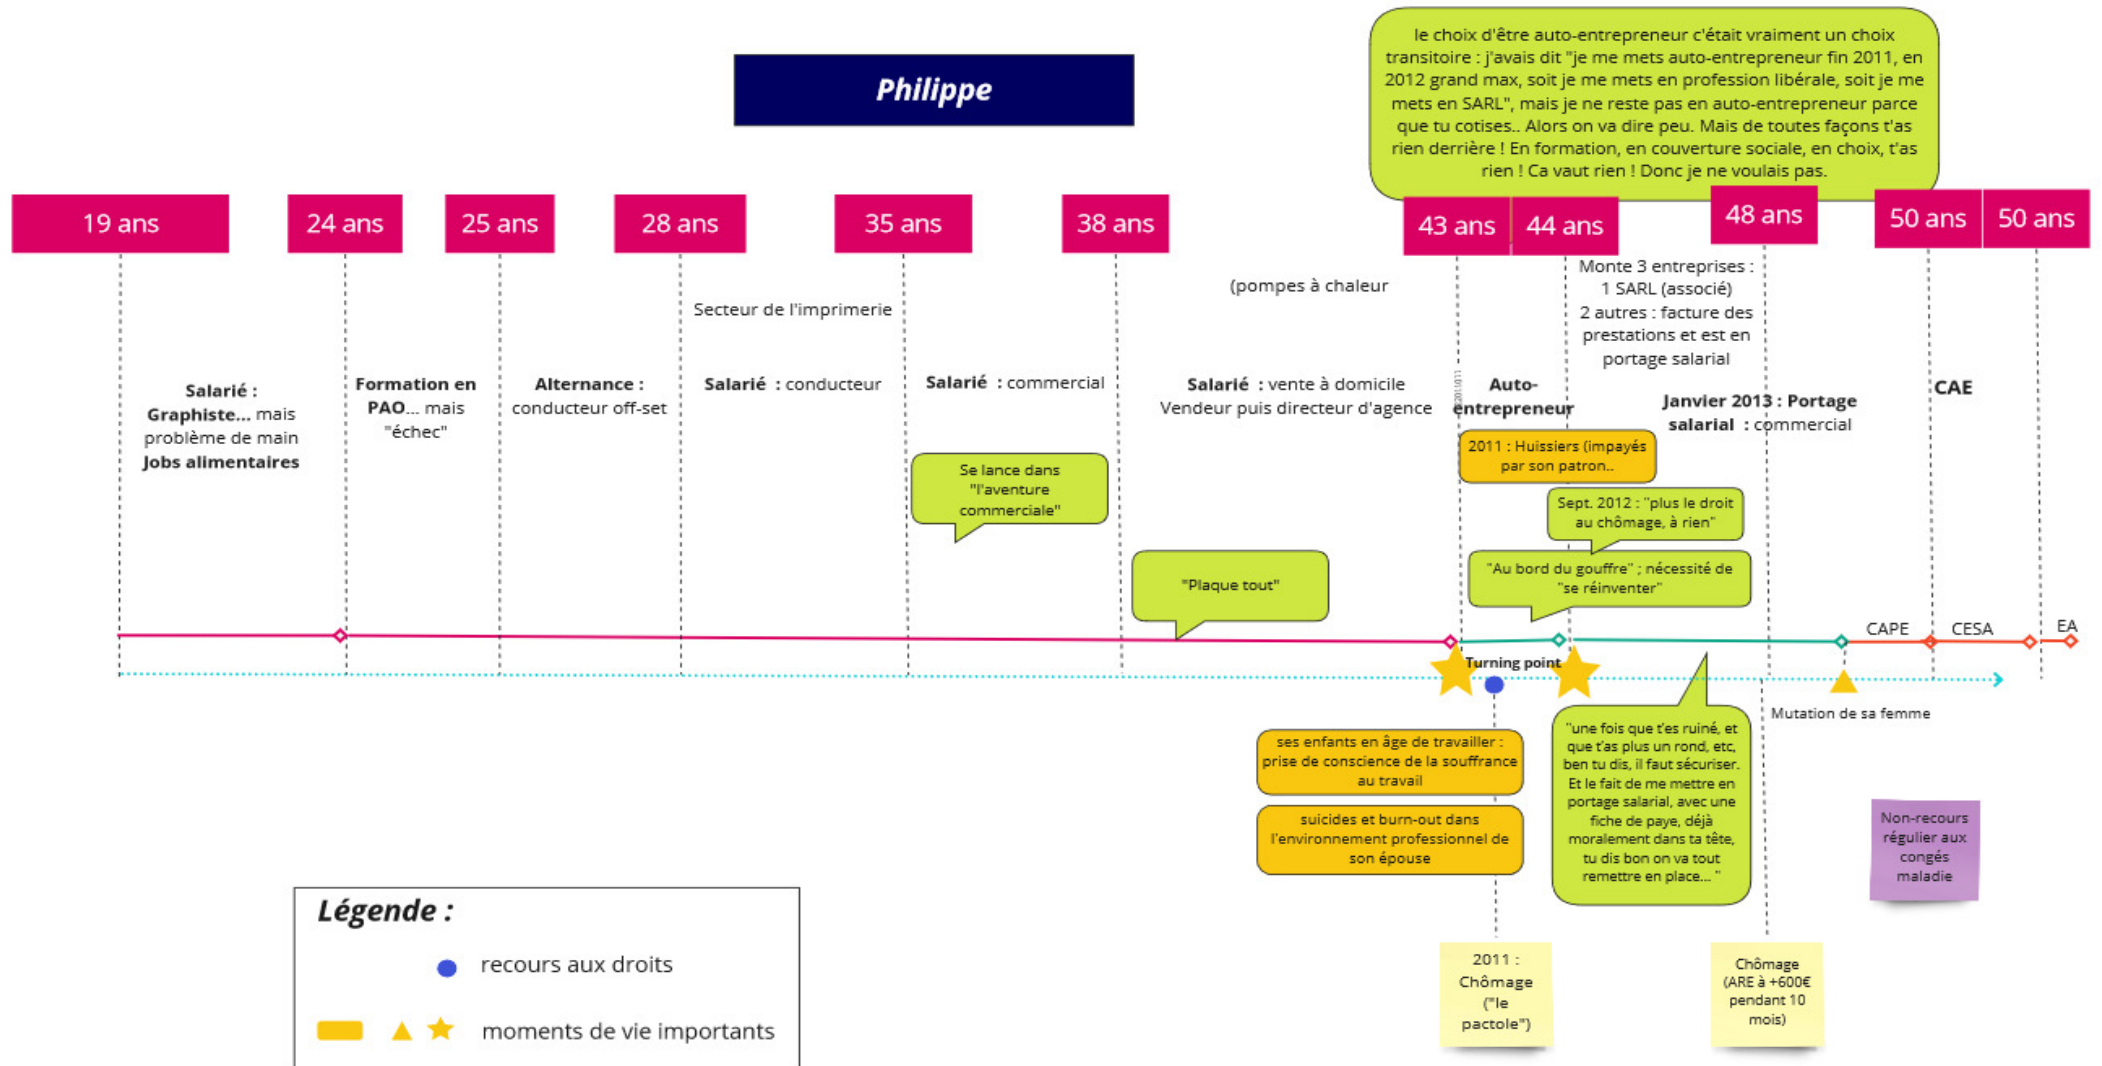 Philippe
le choix d'être auto-entrepreneur c'était vraiment un choix
transitoire : j'avais dit "je me mets auto-entrepreneur fin 2011, en
2012 grand max, soit je me mets en profession libérale, soit je me
mets en SARL", mais je ne reste pas en auto-entrepreneur parce
que tu cotises.. Alors on va dire peu. Mais de toutes façons t'as
rien derrière ! En formation, en couverture sociale, en choix, t'as
rien ! Ca vaut rien ! Donc je ne voulais pas.
19 ans
24 ans
25 ans
28 ans
35 ans
38 ans
43 ans
44 ans
48 ans
50 ans
50 ans
Salarié :
Graphiste... mais
problème de main
Jobs alimentaires
Formation en
PAO... mais
"échec"
Alternance :
conducteur off-set
Secteur de l'imprimerie
Salarié : conducteur
Salarié : commercial
Se lance dans
"l'aventure
commerciale"
(pompes à chaleur
Salarié : vente à domicile
Vendeur puis directeur d'agence
"Plaque tout"
Auto-
entrepreneur
Monte 3 entreprises :
1 SARL (associé)
2 autres : facture des
prestations et est en
portage salarial
Janvier 2013 : Portage
salarial : commercial
CAE
2011 : Huissiers (impayés
par son patron..
Sept. 2012 : "plus le droit
au chômage, à rien"
"Au bord du gouffre" ; nécessité de
"se réinventer"
CAPE
CESA
EA
Turning point
Mutation de sa femme
ses enfants en âge de travailler :
prise de conscience de la souffrance
au travail
suicides et burn-out dans
l'environnement professionnel de
son épouse
"une fois que t'es ruiné, et
que t'as plus un rond, etc,
ben tu dis, il faut sécuriser.
Et le fait de me mettre en
portage salarial, avec une
fiche de paye, déjà
moralement dans ta tête,
tu dis bon on va tout
remettre en place... "
Non-recours
régulier aux
congés
maladie
2011 :
Chômage
("le
pactole")
Chômage
(ARE à +600€
pendant 10
mois)
Légende :
recours aux droits
moments de vie importants